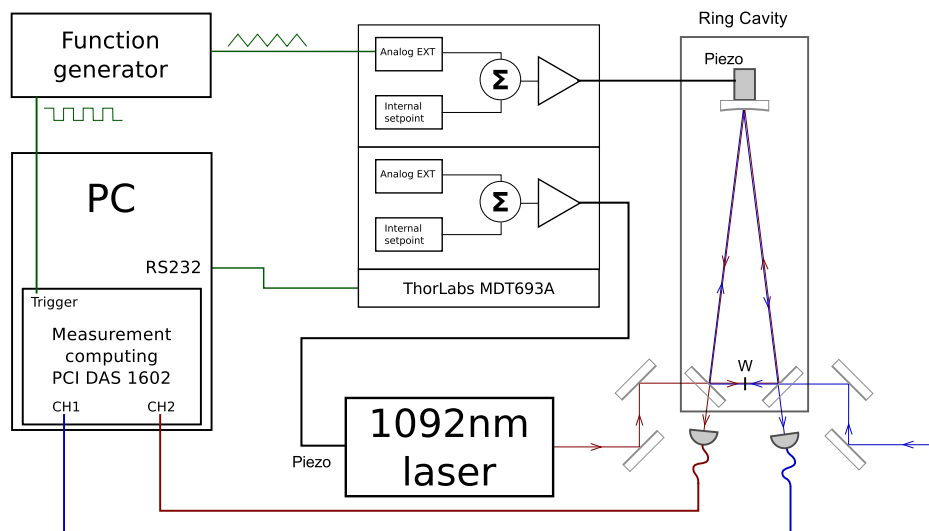 Function
generator
Analog EXT
Σ
Internal
setpoint
Analog EXT
Σ
Internal
setpoint
ThorLabs MDT693A
Ring Cavity
Piezo
W
PC
RS232
Trigger
Measurement
computing
PCI DAS 1602
CH1
CH2
Piezo
1092nm
laser